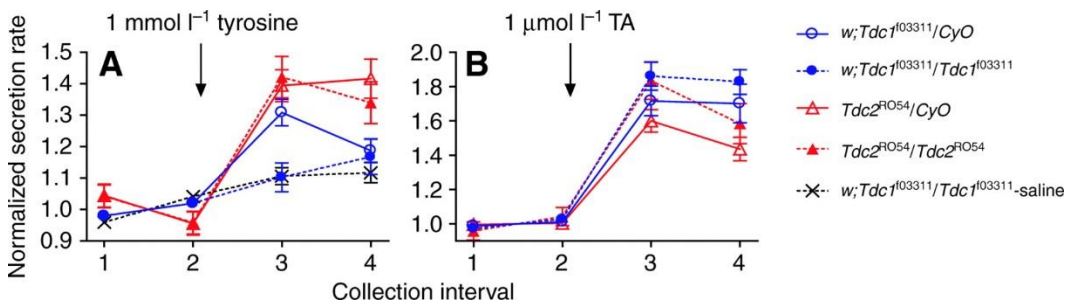 1 mmol l⁻¹ tyrosine
1 μmol l⁻¹ TA
Normalized secretion rate
A
1.5
1.4
1.3
1.2
1.1
1.0
0.9
1 2 3 4
B
2.0
1.8
1.6
1.4
1.2
1.0
1 2 3 4
Collection interval
w;Tdc1f03311/CyO
w;Tdc1f03311/Tdc1f03311
Tdc2RO54/CyO
Tdc2RO54/Tdc2RO54
w;Tdc1f03311/Tdc1f03311-saline